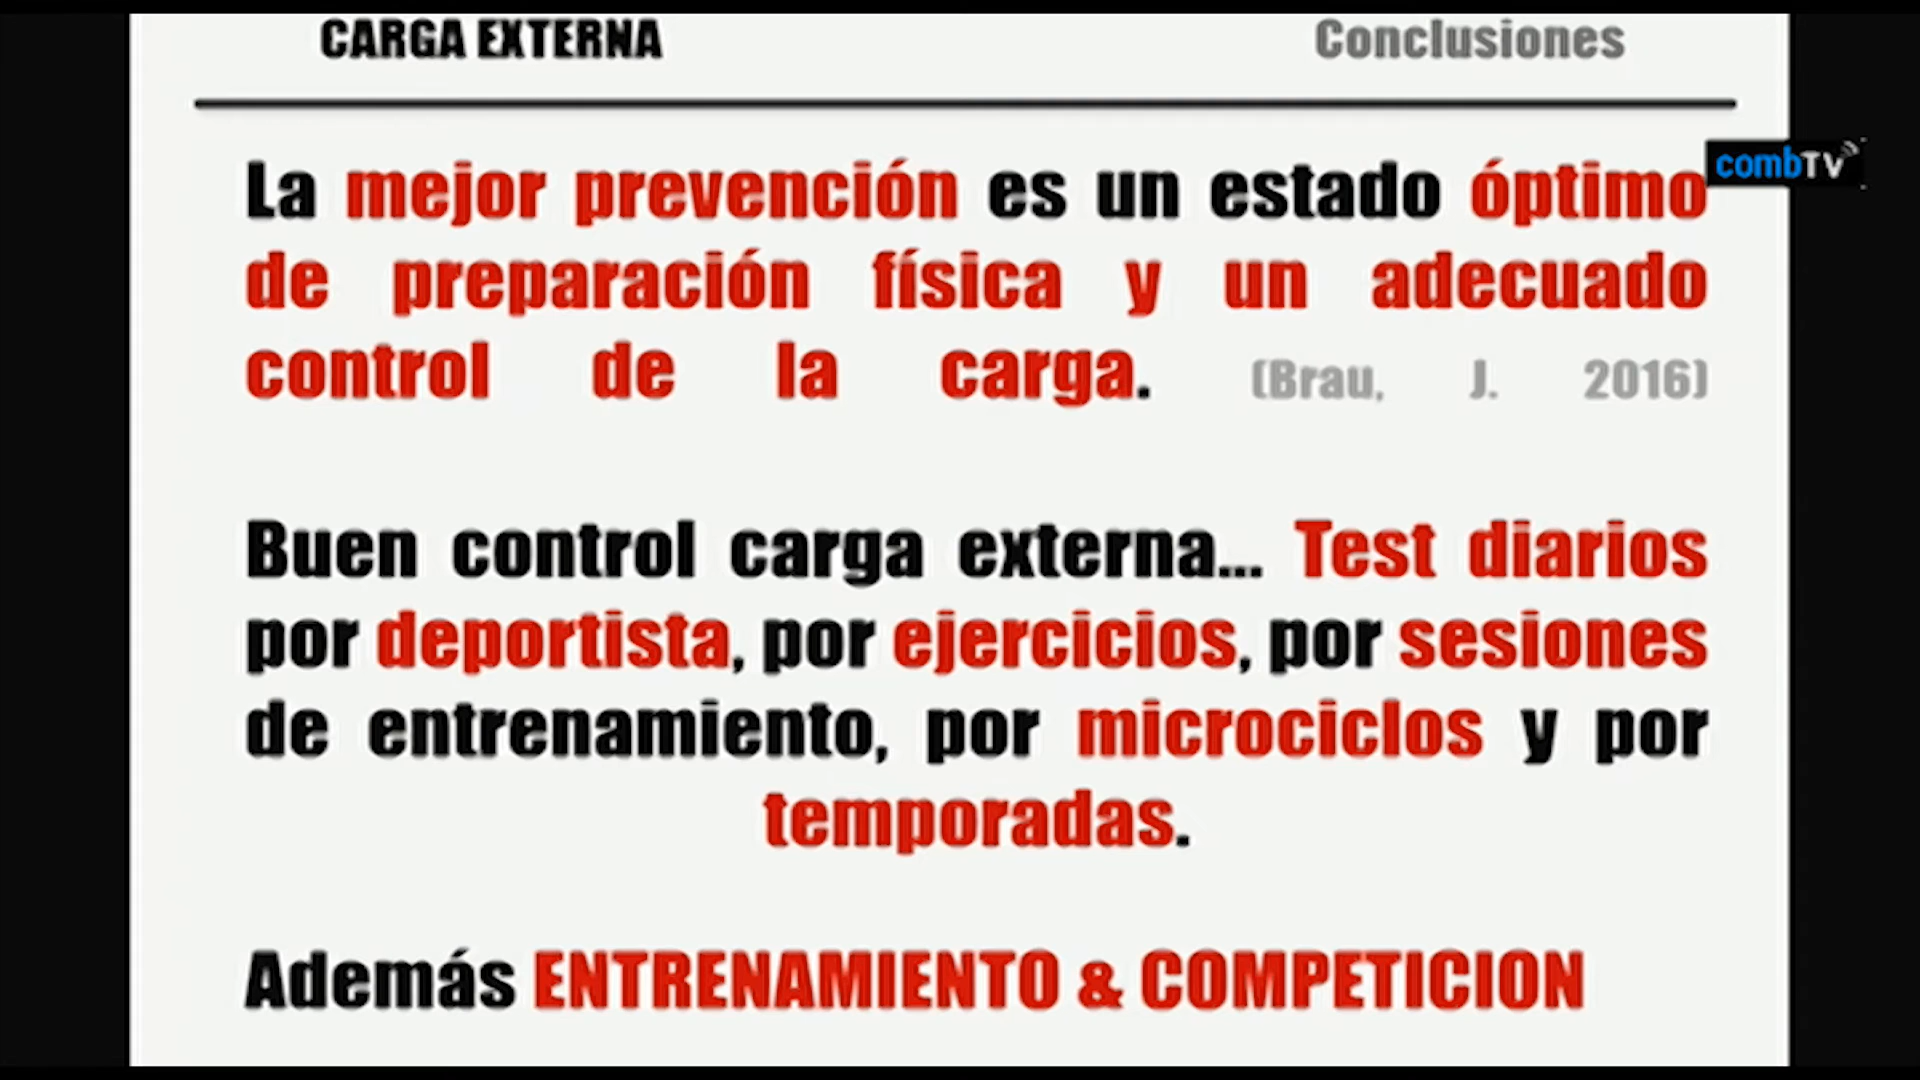 CARGA EXTERNA Conclusiones
combTV
La mejor prevención es un estado óptimo
de preparación física y un adecuado
control de la carga. (Brau, J. 2016)
Buen control carga externa... Test diarios
por deportista, por ejercicios, por sesiones
de entrenamiento, por microciclos y por
temporadas.
Además ENTRENAMIENTO & COMPETICION